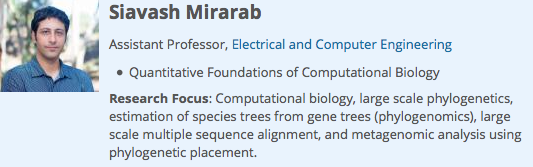 Siavash Mirarab
Assistant Professor, Electrical and Computer Engineering
• Quantitative Foundations of Computational Biology
Research Focus: Computational biology, large scale phylogenetics,
estimation of species trees from gene trees (phylogenomics), large
scale multiple sequence alignment, and metagenomic analysis using
phylogenetic placement.